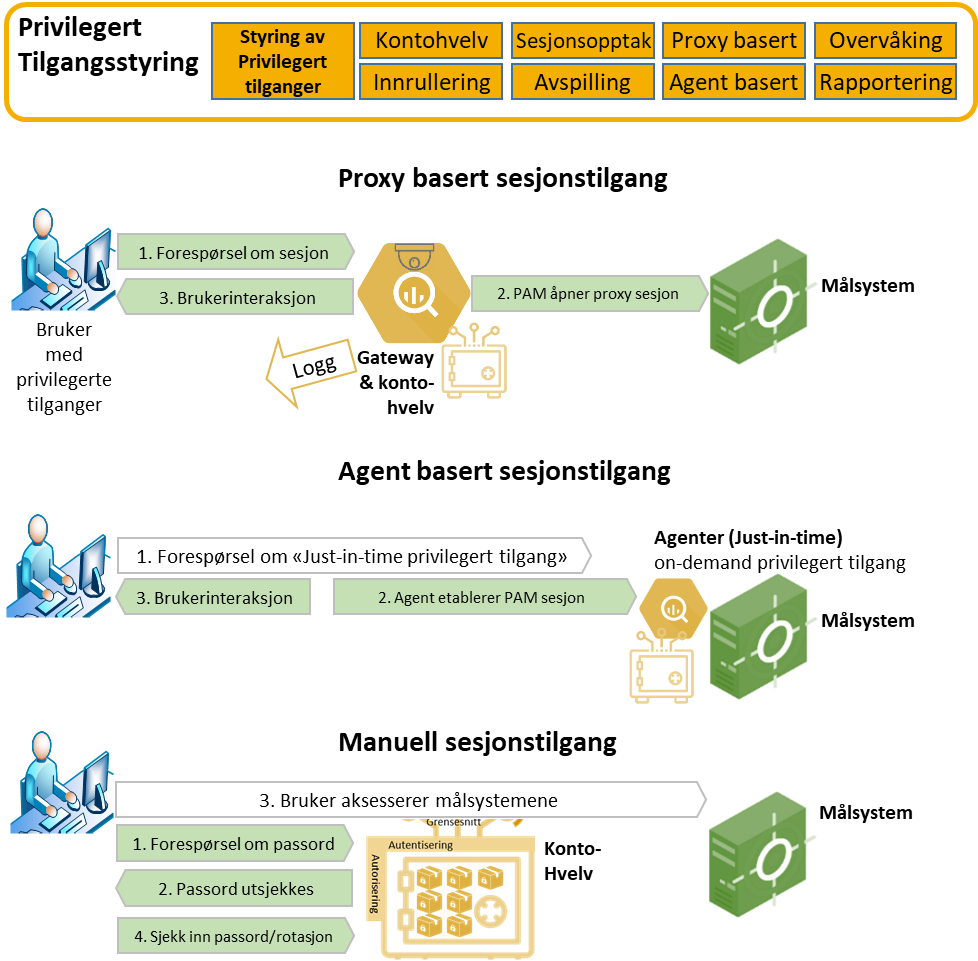 Privilegert
Tilgangsstyring
Styring av
Privilegert
tilganger
Kontohvelv
Sesjonsopptak
Proxy basert
Overvåking
Innrullering
Avspilling
Agent basert
Rapportering
Proxy basert sesjonstilgang
1. Forespørsel om sesjon
3. Brukerinteraksjon
2. PAM åpner proxy sesjon
Målsystem
Bruker
med
privilegerte
tilganger
Logg
Gateway
& konto-
hvelv
Agent basert sesjonstilgang
1. Forespørsel om «Just-in-time privilegert tilgang»
Agenter (Just-in-time)
on-demand privilegert tilgang
3. Brukerinteraksjon
2. Agent etablerer PAM sesjon
Målsystem
Manuell sesjonstilgang
3. Bruker aksesserer målsystemene
Målsystem
Grensesnitt
1. Forespørsel om passord
Autentisering
Autorisering
Konto-
Hvelv
2. Passord utsjekkes
4. Sjekk inn passord/rotasjon